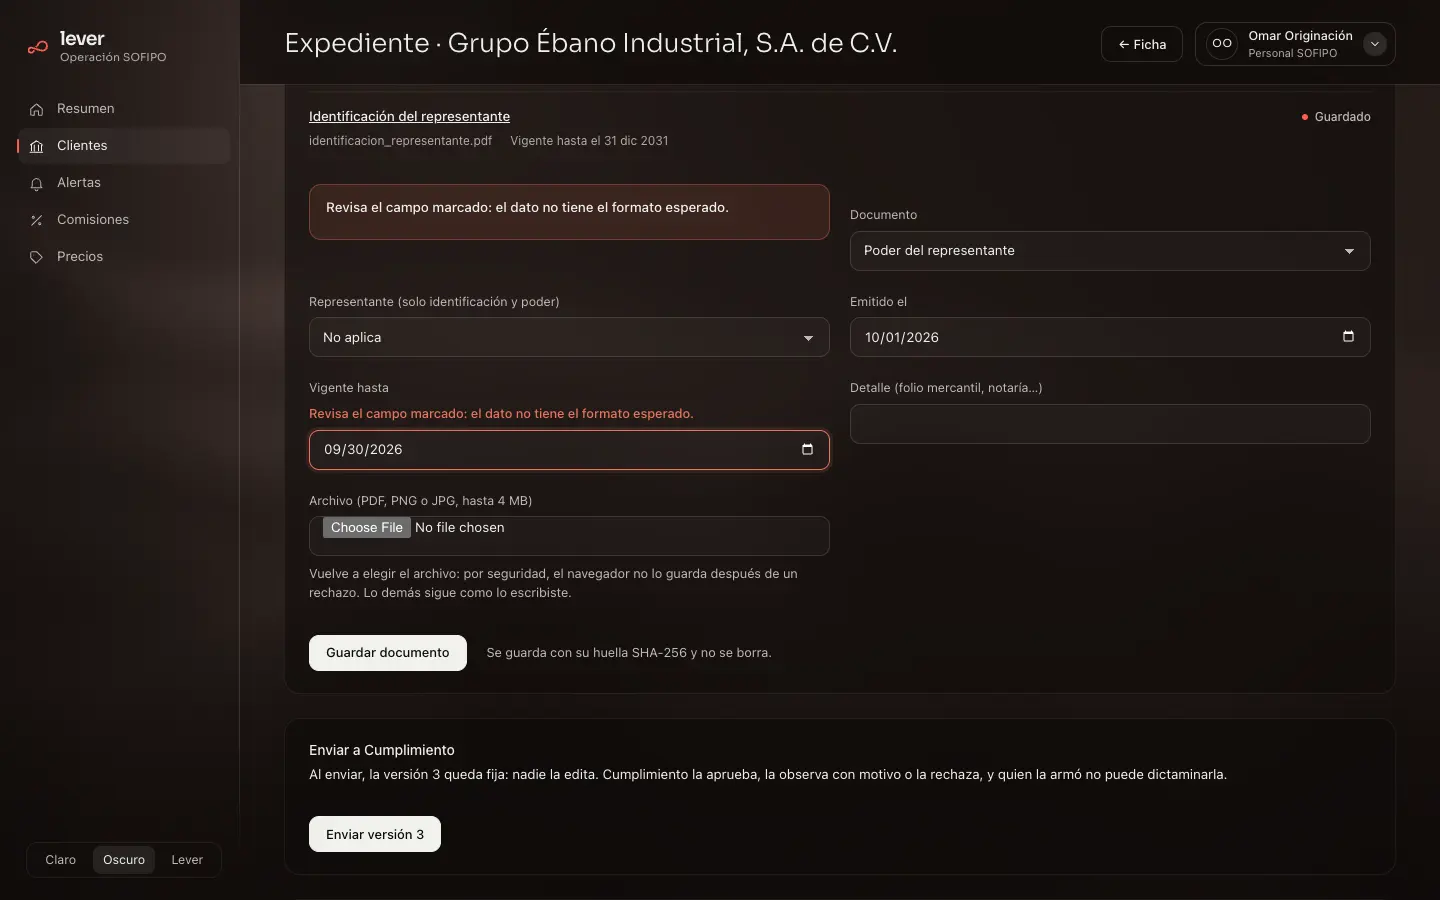 lever
Operación SOFIPO
Resumen
Clientes
Alertas
Comisiones
Precios
Claro
Oscuro
Lever
Expediente · Grupo Ébano Industrial, S.A. de C.V.
← Ficha
OO
Omar Originación
Personal SOFIPO
Identificación del representante
Guardado
identificacion_representante.pdf
Vigente hasta el 31 dic 2031
Revisa el campo marcado: el dato no tiene el formato esperado.
Documento
Poder del representante
Representante (solo identificación y poder)
No aplica
Emitido el
10/01/2026
Vigente hasta
Revisa el campo marcado: el dato no tiene el formato esperado.
09/30/2026
Detalle (folio mercantil, notaría…)
Archivo (PDF, PNG o JPG, hasta 4 MB)
Choose File No file chosen
Vuelve a elegir el archivo: por seguridad, el navegador no lo guarda después de un
rechazo. Lo demás sigue como lo escribiste.
Guardar documento
Se guarda con su huella SHA-256 y no se borra.
Enviar a Cumplimiento
Al enviar, la versión 3 queda fija: nadie la edita. Cumplimiento la aprueba, la observa con motivo o la rechaza, y quien la armó no puede dictaminarla.
Enviar versión 3